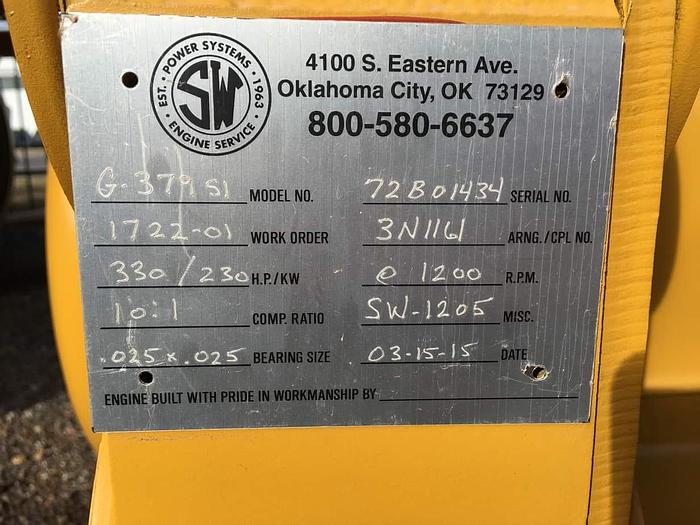 EST. • POWER SYSTEMS • 1963 • ENGINE SERVICE •
SW
4100 S. Eastern Ave.
Oklahoma City, OK 73129
800-580-6637
G-379 SI MODEL NO. 72B01434 SERIAL NO.
1722-01 WORK ORDER 3N1161 ARNG./CPL NO.
330/230 H.P./KW @ 1200 R.P.M.
10:1 COMP. RATIO SW-1205 MISC.
.025 x .025 BEARING SIZE 03-15-15 DATE
ENGINE BUILT WITH PRIDE IN WORKMANSHIP BY